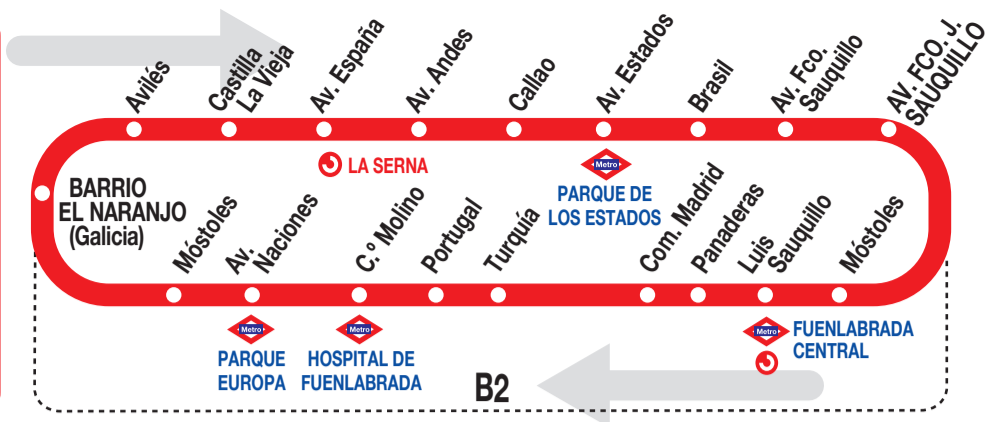 Avilés
Castilla
La Vieja
Av. España
Av. Andes
Callao
Av. Estados
Brasil
Av. Fco.
Sauquillo
AV. FCO. J.
SAUQUILLO
LA SERNA
Metro
PARQUE DE
LOS ESTADOS
BARRIO
EL NARANJO
(Galicia)
Móstoles
Av.
Naciones
C.º Molino
Portugal
Turquía
Com. Madrid
Panaderas
Luis
Sauquillo
Móstoles
Metro
PARQUE
EUROPA
Metro
HOSPITAL DE
FUENLABRADA
Metro
FUENLABRADA
CENTRAL
B2